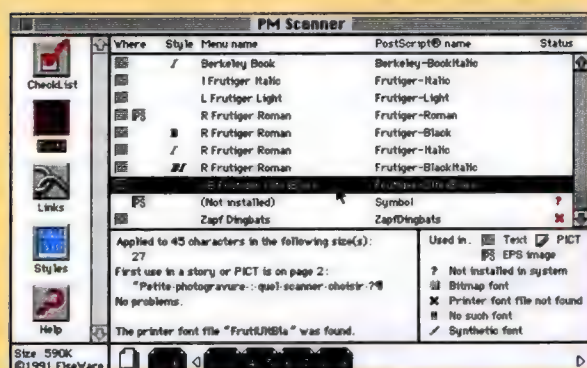 PM Scanner
Where Style Menu name PostScript® name Status
I Berkeley Book Berkeley-BookItalic
I Frutiger Italic Frutiger-Italic
L Frutiger Light Frutiger-Light
R Frutiger Roman Frutiger-Roman
B R Frutiger Roman Frutiger-Black
I R Frutiger Roman Frutiger-Italic
BI R Frutiger Roman Frutiger-BlackItalic
(Not installed) Symbol ?
Zapf Dingbats ZapfDingbats ✖
CheckList
Links
Styles
Help
Applied to 45 characters in the following size(s):
27
First use in a story or PICT is on page 2:
"Petite photogravure : quel scanner choisir ?¶
No problems.
The printer font file "FrutiUltBla" was found.
Used in: Text PICT
EPS image
? Not installed in system
Bitmap font
✖ Printer font file not found
No such font
Synthetic font
Size 590K
©1991 ElseWare